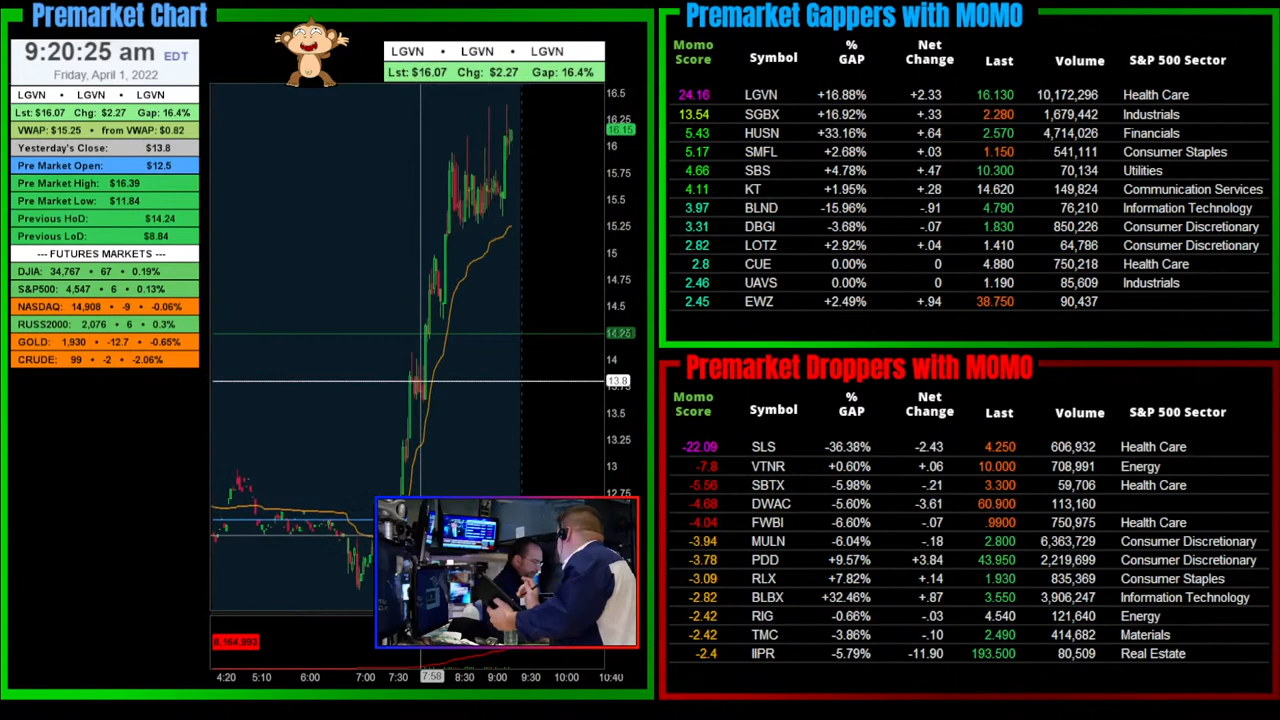 Premarket Chart
9:20:25 am EDT
Friday, April 1, 2022
LGVN • LGVN • LGVN
Lst: $16.07 Chg: $2.27 Gap: 16.4%
VWAP: $15.25 • from VWAP: $0.82
Yesterday's Close: $13.8
Pre Market Open: $12.5
Pre Market High: $16.39
Pre Market Low: $11.84
Previous HoD: $14.24
Previous LoD: $8.84
--- FUTURES MARKETS ---
DJIA: 34,767 • 67 • 0.19%
S&P500: 4,547 • 6 • 0.13%
NASDAQ: 14,908 • -9 • -0.06%
RUSS2000: 2,076 • 6 • 0.3%
GOLD: 1,930 • -12.7 • -0.65%
CRUDE: 99 • -2 • -2.06%
LGVN • LGVN • LGVN
Lst: $16.07 Chg: $2.27 Gap: 16.4%
16.5
16.25
16.15
16
15.75
15.5
15.25
15
14.75
14.5
14.25
14
13.8
13.75
13.5
13.25
13
12.75
6,164,993
4:20 5:10 6:00 7:00 7:30 7:58 8:30 9:00 9:30 10:00 10:40
Premarket Gappers with MOMO
Momo Score Symbol % GAP Net Change Last Volume S&P 500 Sector
24.16 LGVN +16.88% +2.33 16.130 10,172,296 Health Care
13.54 SGBX +16.92% +.33 2.280 1,679,442 Industrials
5.43 HUSN +33.16% +.64 2.570 4,714,026 Financials
5.17 SMFL +2.68% +.03 1.150 541,111 Consumer Staples
4.66 SBS +4.78% +.47 10.300 70,134 Utilities
4.11 KT +1.95% +.28 14.620 149,824 Communication Services
3.97 BLND -15.96% -.91 4.790 76,210 Information Technology
3.31 DBGI -3.68% -.07 1.830 850,226 Consumer Discretionary
2.82 LOTZ +2.92% +.04 1.410 64,786 Consumer Discretionary
2.8 CUE 0.00% 0 4.880 750,218 Health Care
2.46 UAVS 0.00% 0 1.190 85,609 Industrials
2.45 EWZ +2.49% +.94 38.750 90,437
Premarket Droppers with MOMO
Momo Score Symbol % GAP Net Change Last Volume S&P 500 Sector
-22.09 SLS -36.38% -2.43 4.250 606,932 Health Care
-7.8 VTNR +0.60% +.06 10.000 708,991 Energy
-5.56 SBTX -5.98% -.21 3.300 59,706 Health Care
-4.68 DWAC -5.60% -3.61 60.900 113,160
-4.04 FWBI -6.60% -.07 .9900 750,975 Health Care
-3.94 MULN -6.04% -.18 2.800 6,363,729 Consumer Discretionary
-3.78 PDD +9.57% +3.84 43.950 2,219,699 Consumer Discretionary
-3.09 RLX +7.82% +.14 1.930 835,369 Consumer Staples
-2.82 BLBX +32.46% +.87 3.550 3,906,247 Information Technology
-2.42 RIG -0.66% -.03 4.540 121,640 Energy
-2.42 TMC -3.86% -.10 2.490 414,682 Materials
-2.4 IIPR -5.79% -11.90 193.500 80,509 Real Estate